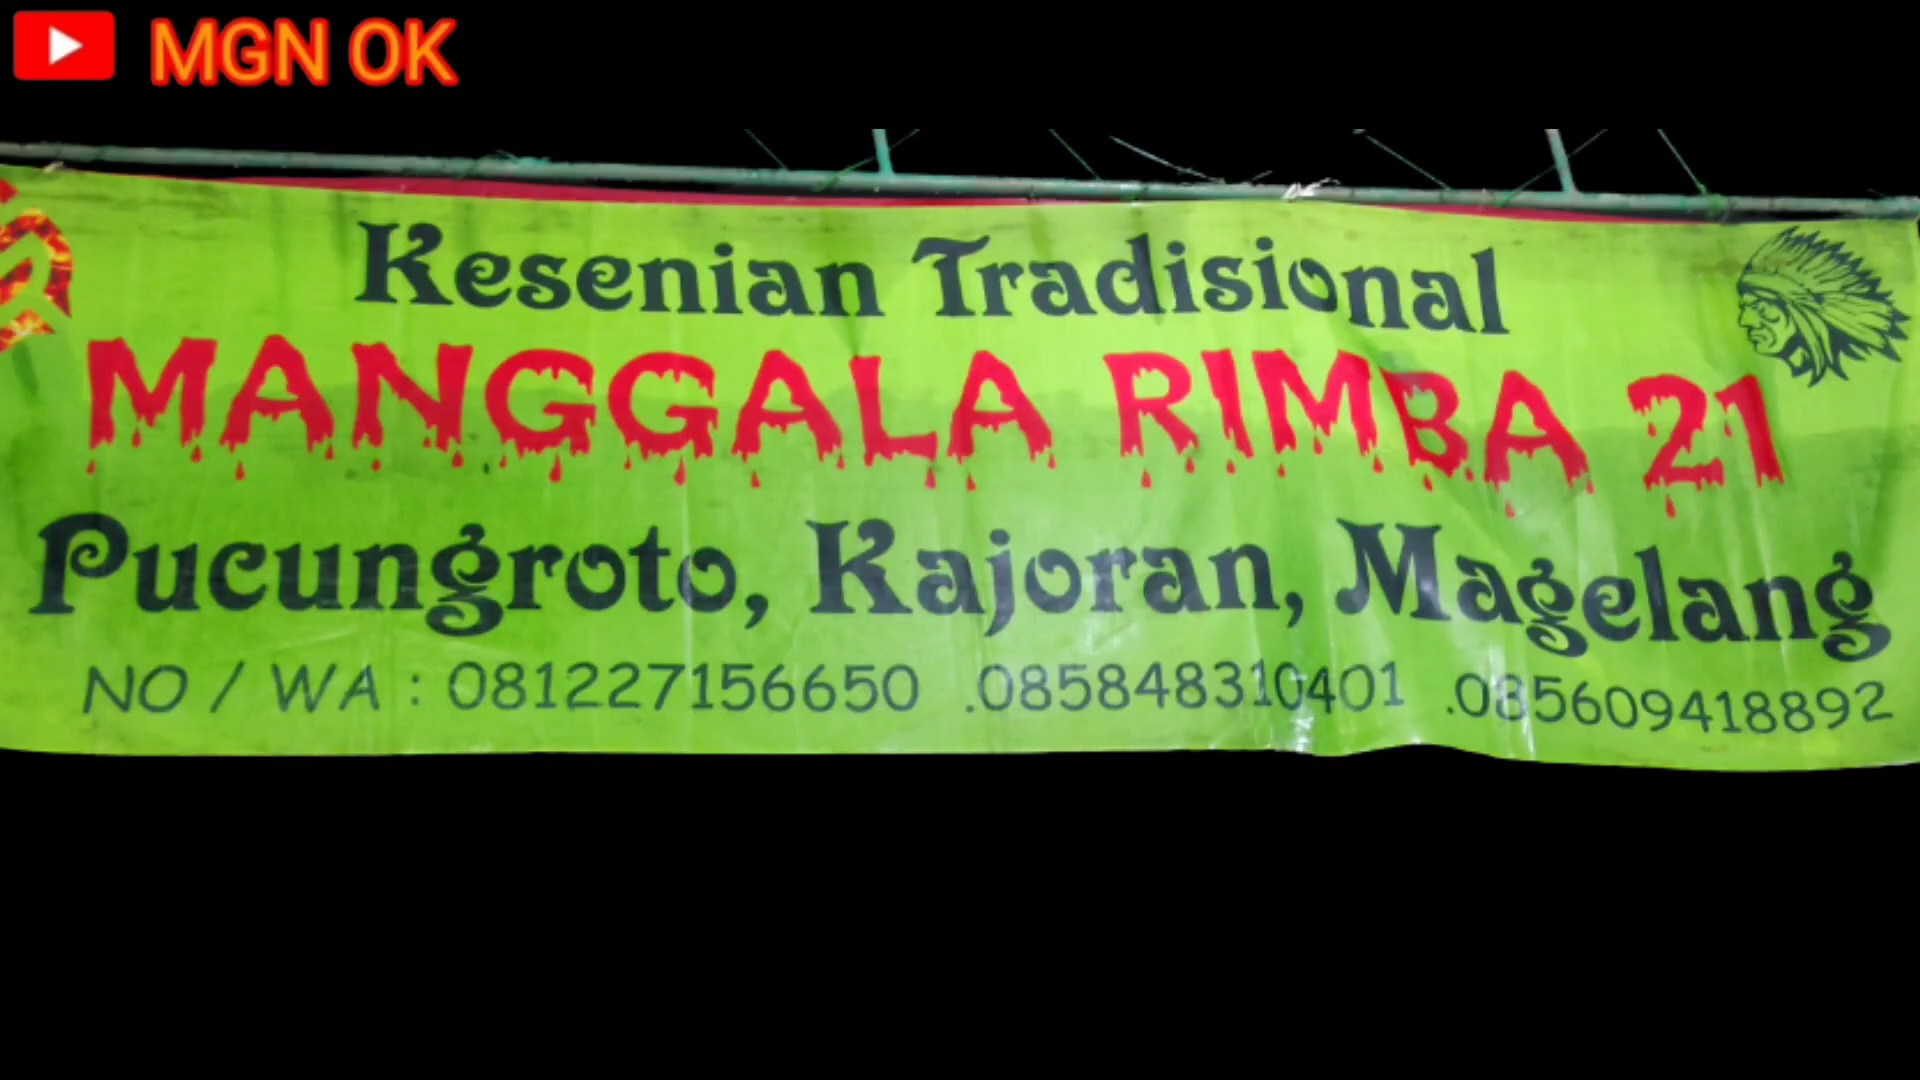 MGN OK
Kesenian Tradisional
MANGGALA RIMBA 21
Pucungroto, Kajoran, Magelang
NO / WA : 081227156650 .085848310401 .085609418892